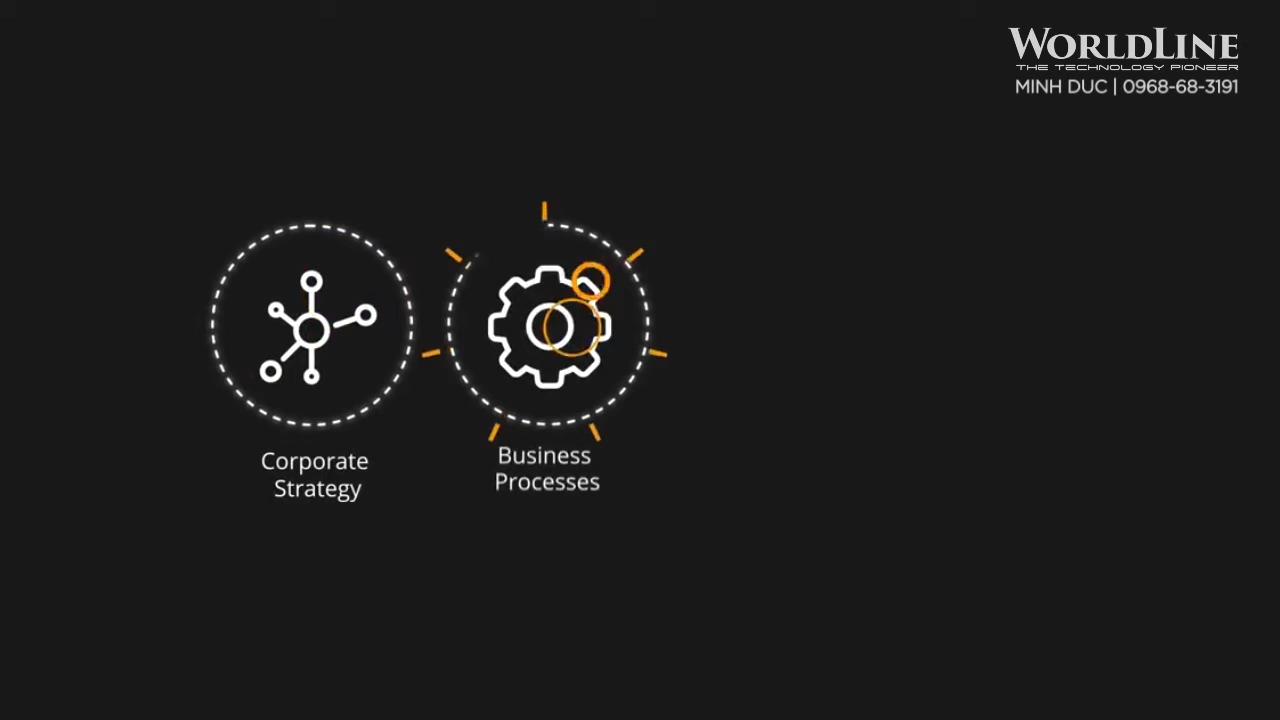 WORLDLINE
THE TECHNOLOGY PIONEER
MINH DUC | 0968-68-3191
Corporate
Strategy
Business
Processes